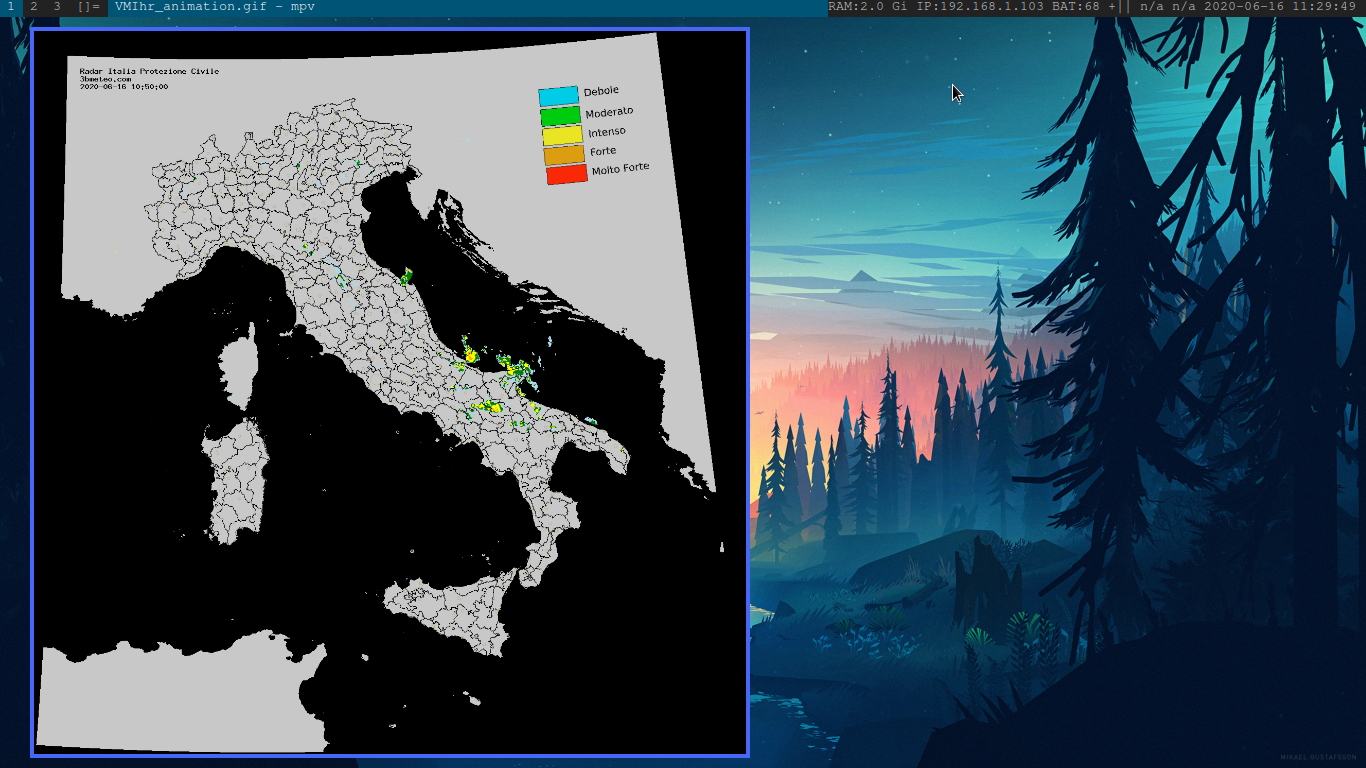 1 2 3 []= VMIhr_animation.gif - mpv RAM:2.0 Gi IP:192.168.1.103 BAT:68 +|| n/a n/a 2020-06-16 11:29:49
Radar Italia Protezione Civile
3bmeteo.com
2020-06-16 10:50:00
Debole
Moderato
Intenso
Forte
Molto Forte
MIKAEL GUSTAFSSON